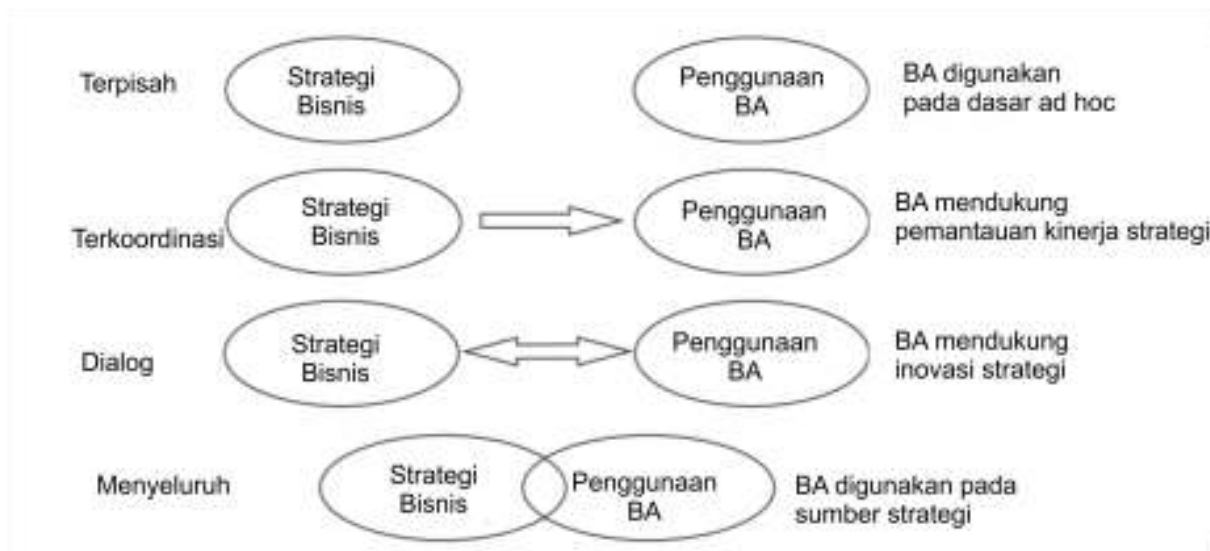 Terpisah
Strategi
Bisnis
Penggunaan
BA
BA digunakan
pada dasar ad hoc
Terkoordinasi
Strategi
Bisnis
Penggunaan
BA
BA mendukung
pemantauan kinerja strategi
Dialog
Strategi
Bisnis
Penggunaan
BA
BA mendukung
inovasi strategi
Menyeluruh
Strategi
Bisnis
Penggunaan
BA
BA digunakan pada
sumber strategi